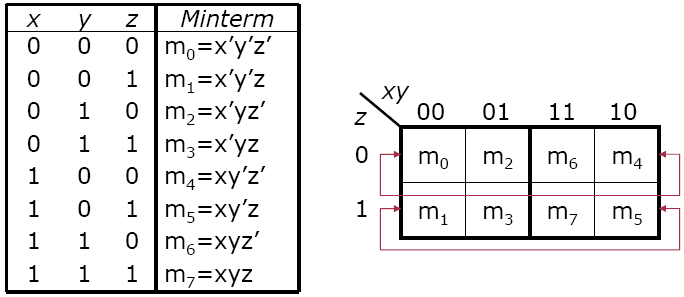 x y z Minterm
0 0 0 m₀=x’y’z’
0 0 1 m₁=x’y’z
0 1 0 m₂=x’yz’
0 1 1 m₃=x’yz
1 0 0 m₄=xy’z’
1 0 1 m₅=xy’z
1 1 0 m₆=xyz’
1 1 1 m₇=xyz
xy
z 00 01 11 10
0 m₀ m₂ m₆ m₄
1 m₁ m₃ m₇ m₅